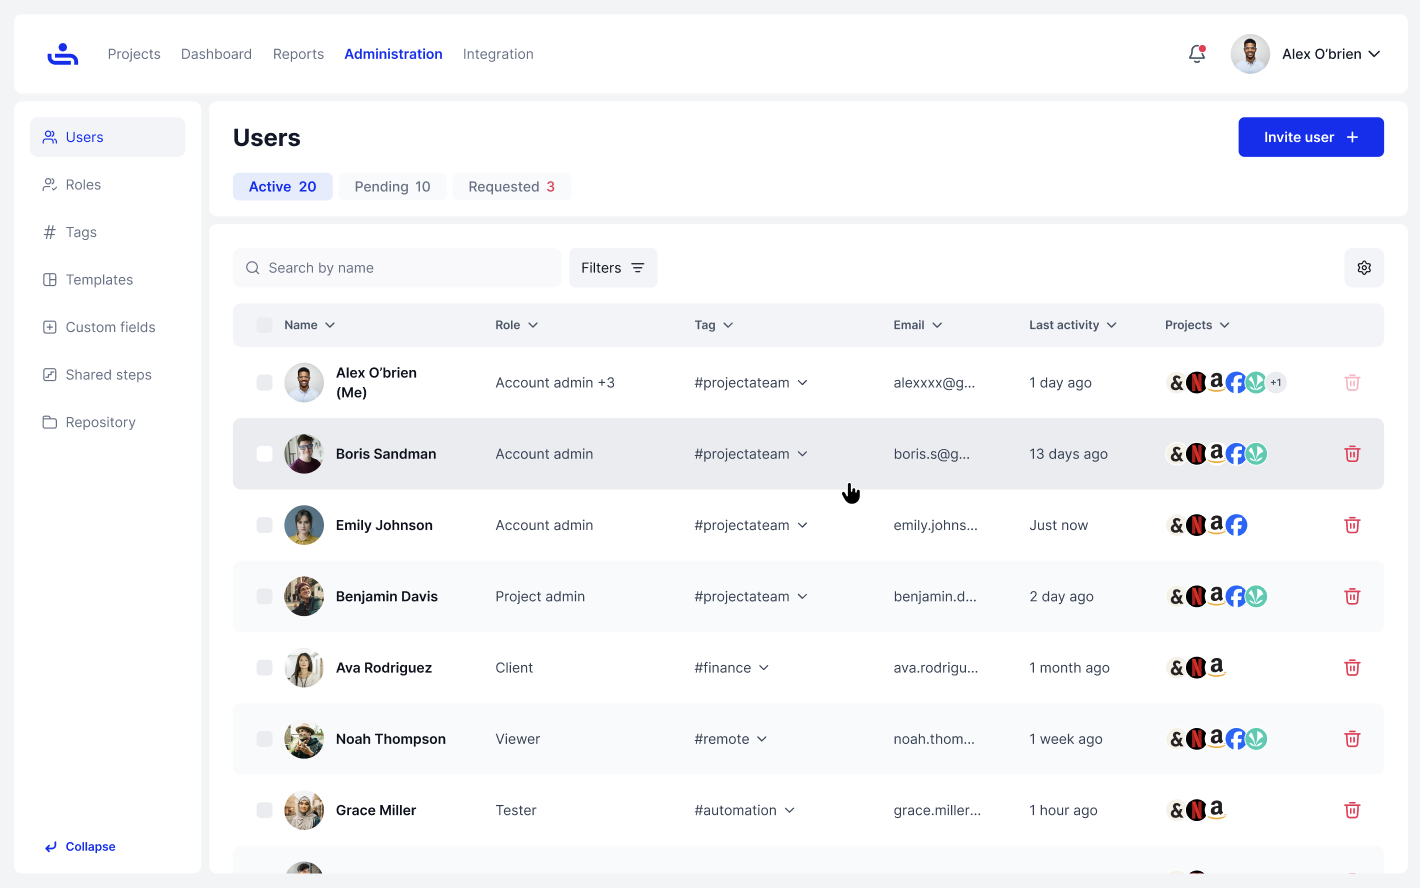 Projects Dashboard Reports Administration Integration
Alex O’brien
Users
Roles
Tags
Templates
Custom fields
Shared steps
Repository
Collapse
Users
Invite user +
Active 20 Pending 10 Requested 3
Search by name Filters
Name Role Tag Email Last activity Projects
Alex O’brien
(Me)
Account admin +3 #projectateam alexxxx@g... 1 day ago & N a f +1
Boris Sandman Account admin #projectateam boris.s@g... 13 days ago & N a f
Emily Johnson Account admin #projectateam emily.johns... Just now & N a f
Benjamin Davis Project admin #projectateam benjamin.d... 2 day ago & N a f
Ava Rodriguez Client #finance ava.rodrigu... 1 month ago & N a
Noah Thompson Viewer #remote noah.thom... 1 week ago & N a f
Grace Miller Tester #automation grace.miller... 1 hour ago & N a